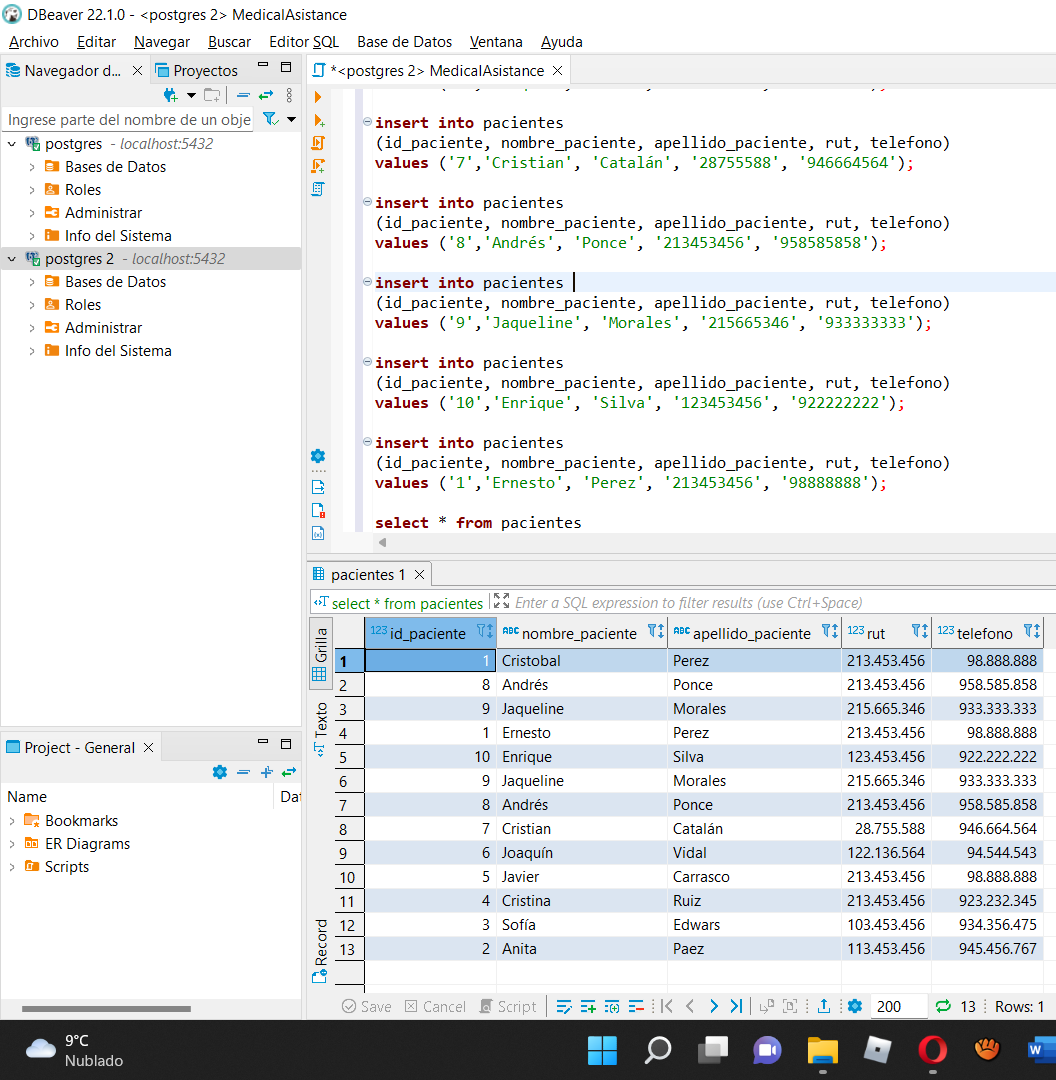 DBeaver 22.1.0 - <postgres 2> MedicalAsistance
Archivo Editar Navegar Buscar Editor SQL Base de Datos Ventana Ayuda
Navegador d... Proyectos
Ingrese parte del nombre de un obje
postgres - localhost:5432
Bases de Datos
Roles
Administrar
Info del Sistema
postgres 2 - localhost:5432
Bases de Datos
Roles
Administrar
Info del Sistema
Project - General
Name Dat
Bookmarks
ER Diagrams
Scripts
*<postgres 2> MedicalAsistance
insert into pacientes
(id_paciente, nombre_paciente, apellido_paciente, rut, telefono)
values ('7','Cristian', 'Catalán', '28755588', '946664564');
insert into pacientes
(id_paciente, nombre_paciente, apellido_paciente, rut, telefono)
values ('8','Andrés', 'Ponce', '213453456', '958585858');
insert into pacientes
(id_paciente, nombre_paciente, apellido_paciente, rut, telefono)
values ('9','Jaqueline', 'Morales', '215665346', '933333333');
insert into pacientes
(id_paciente, nombre_paciente, apellido_paciente, rut, telefono)
values ('10','Enrique', 'Silva', '123453456', '922222222');
insert into pacientes
(id_paciente, nombre_paciente, apellido_paciente, rut, telefono)
values ('1','Ernesto', 'Perez', '213453456', '98888888');
select * from pacientes
pacientes 1
select * from pacientes Enter a SQL expression to filter results (use Ctrl+Space)
Grilla
Texto
Record
123 id_paciente ABC nombre_paciente ABC apellido_paciente 123 rut 123 telefono
1 1 Cristobal Perez 213.453.456 98.888.888
2 8 Andrés Ponce 213.453.456 958.585.858
3 9 Jaqueline Morales 215.665.346 933.333.333
4 1 Ernesto Perez 213.453.456 98.888.888
5 10 Enrique Silva 123.453.456 922.222.222
6 9 Jaqueline Morales 215.665.346 933.333.333
7 8 Andrés Ponce 213.453.456 958.585.858
8 7 Cristian Catalán 28.755.588 946.664.564
9 6 Joaquín Vidal 122.136.564 94.544.543
10 5 Javier Carrasco 213.453.456 98.888.888
11 4 Cristina Ruiz 213.453.456 923.232.345
12 3 Sofía Edwars 103.453.456 934.356.475
13 2 Anita Paez 113.453.456 945.456.767
Save Cancel Script 200 13 Rows: 1
9°C
Nublado